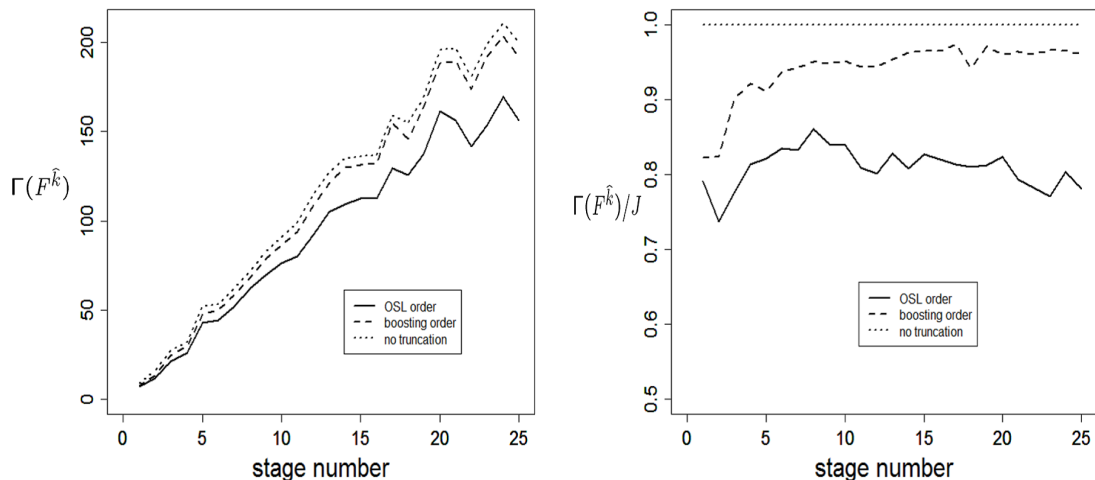 Γ(F^k̂)
200
150
100
50
0
OSL order
boosting order
no truncation
0 5 10 15 20 25
stage number
Γ(F^k̂)/J
1.0
0.9
0.8
0.7
0.6
0.5
OSL order
boosting order
no truncation
0 5 10 15 20 25
stage number